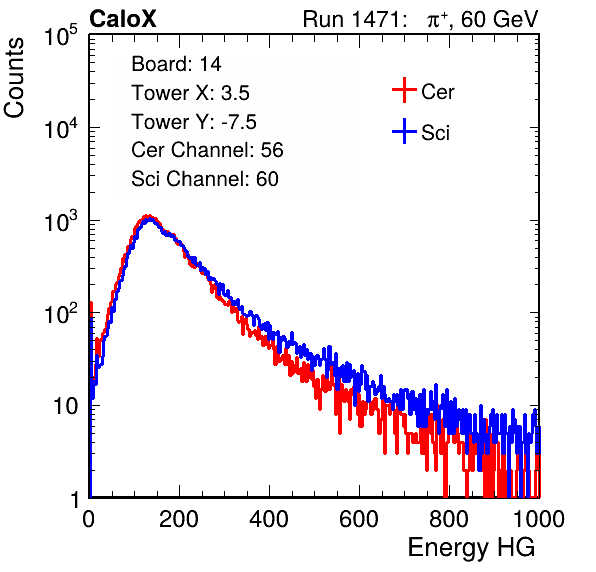 CaloX Run 1471: π⁺, 60 GeV
Counts
10⁵
10⁴
10³
10²
10
1
Board: 14
Tower X: 3.5
Tower Y: -7.5
Cer Channel: 56
Sci Channel: 60
Cer
Sci
0 200 400 600 800 1000
Energy HG